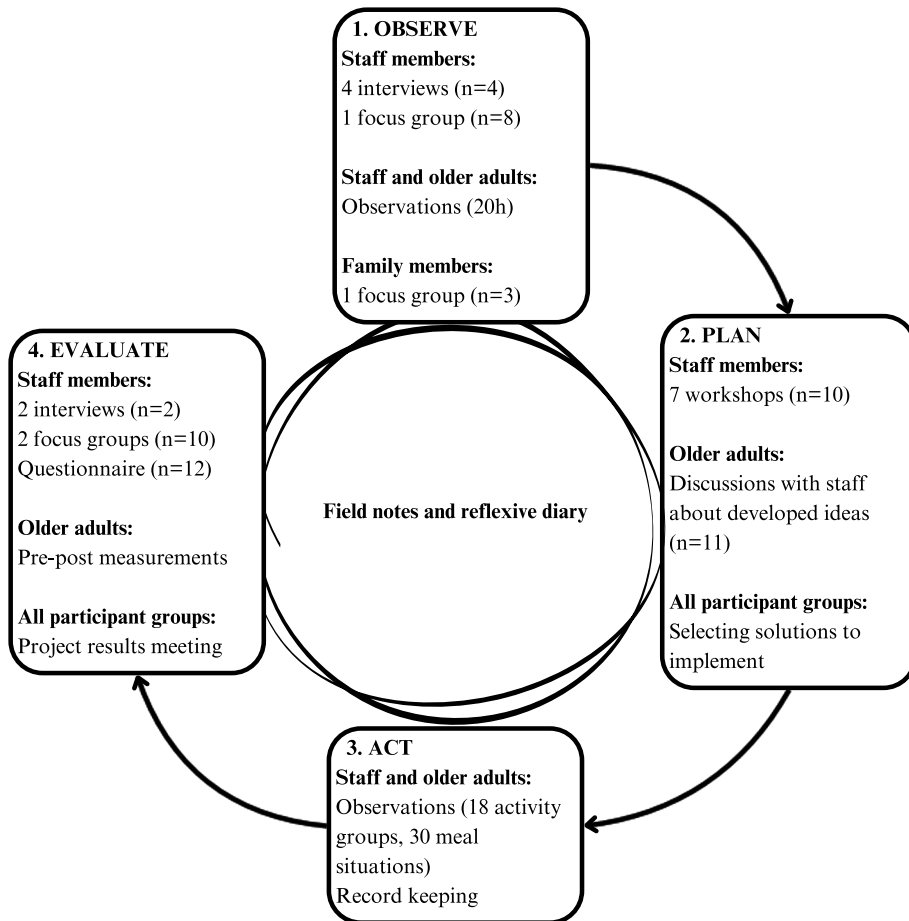 1. OBSERVE
Staff members:
4 interviews (n=4)
1 focus group (n=8)
Staff and older adults:
Observations (20h)
Family members:
1 focus group (n=3)
2. PLAN
Staff members:
7 workshops (n=10)
Older adults:
Discussions with staff
about developed ideas
(n=11)
All participant groups:
Selecting solutions to
implement
3. ACT
Staff and older adults:
Observations (18 activity
groups, 30 meal
situations)
Record keeping
4. EVALUATE
Staff members:
2 interviews (n=2)
2 focus groups (n=10)
Questionnaire (n=12)
Older adults:
Pre-post measurements
All participant groups:
Project results meeting
Field notes and reflexive diary